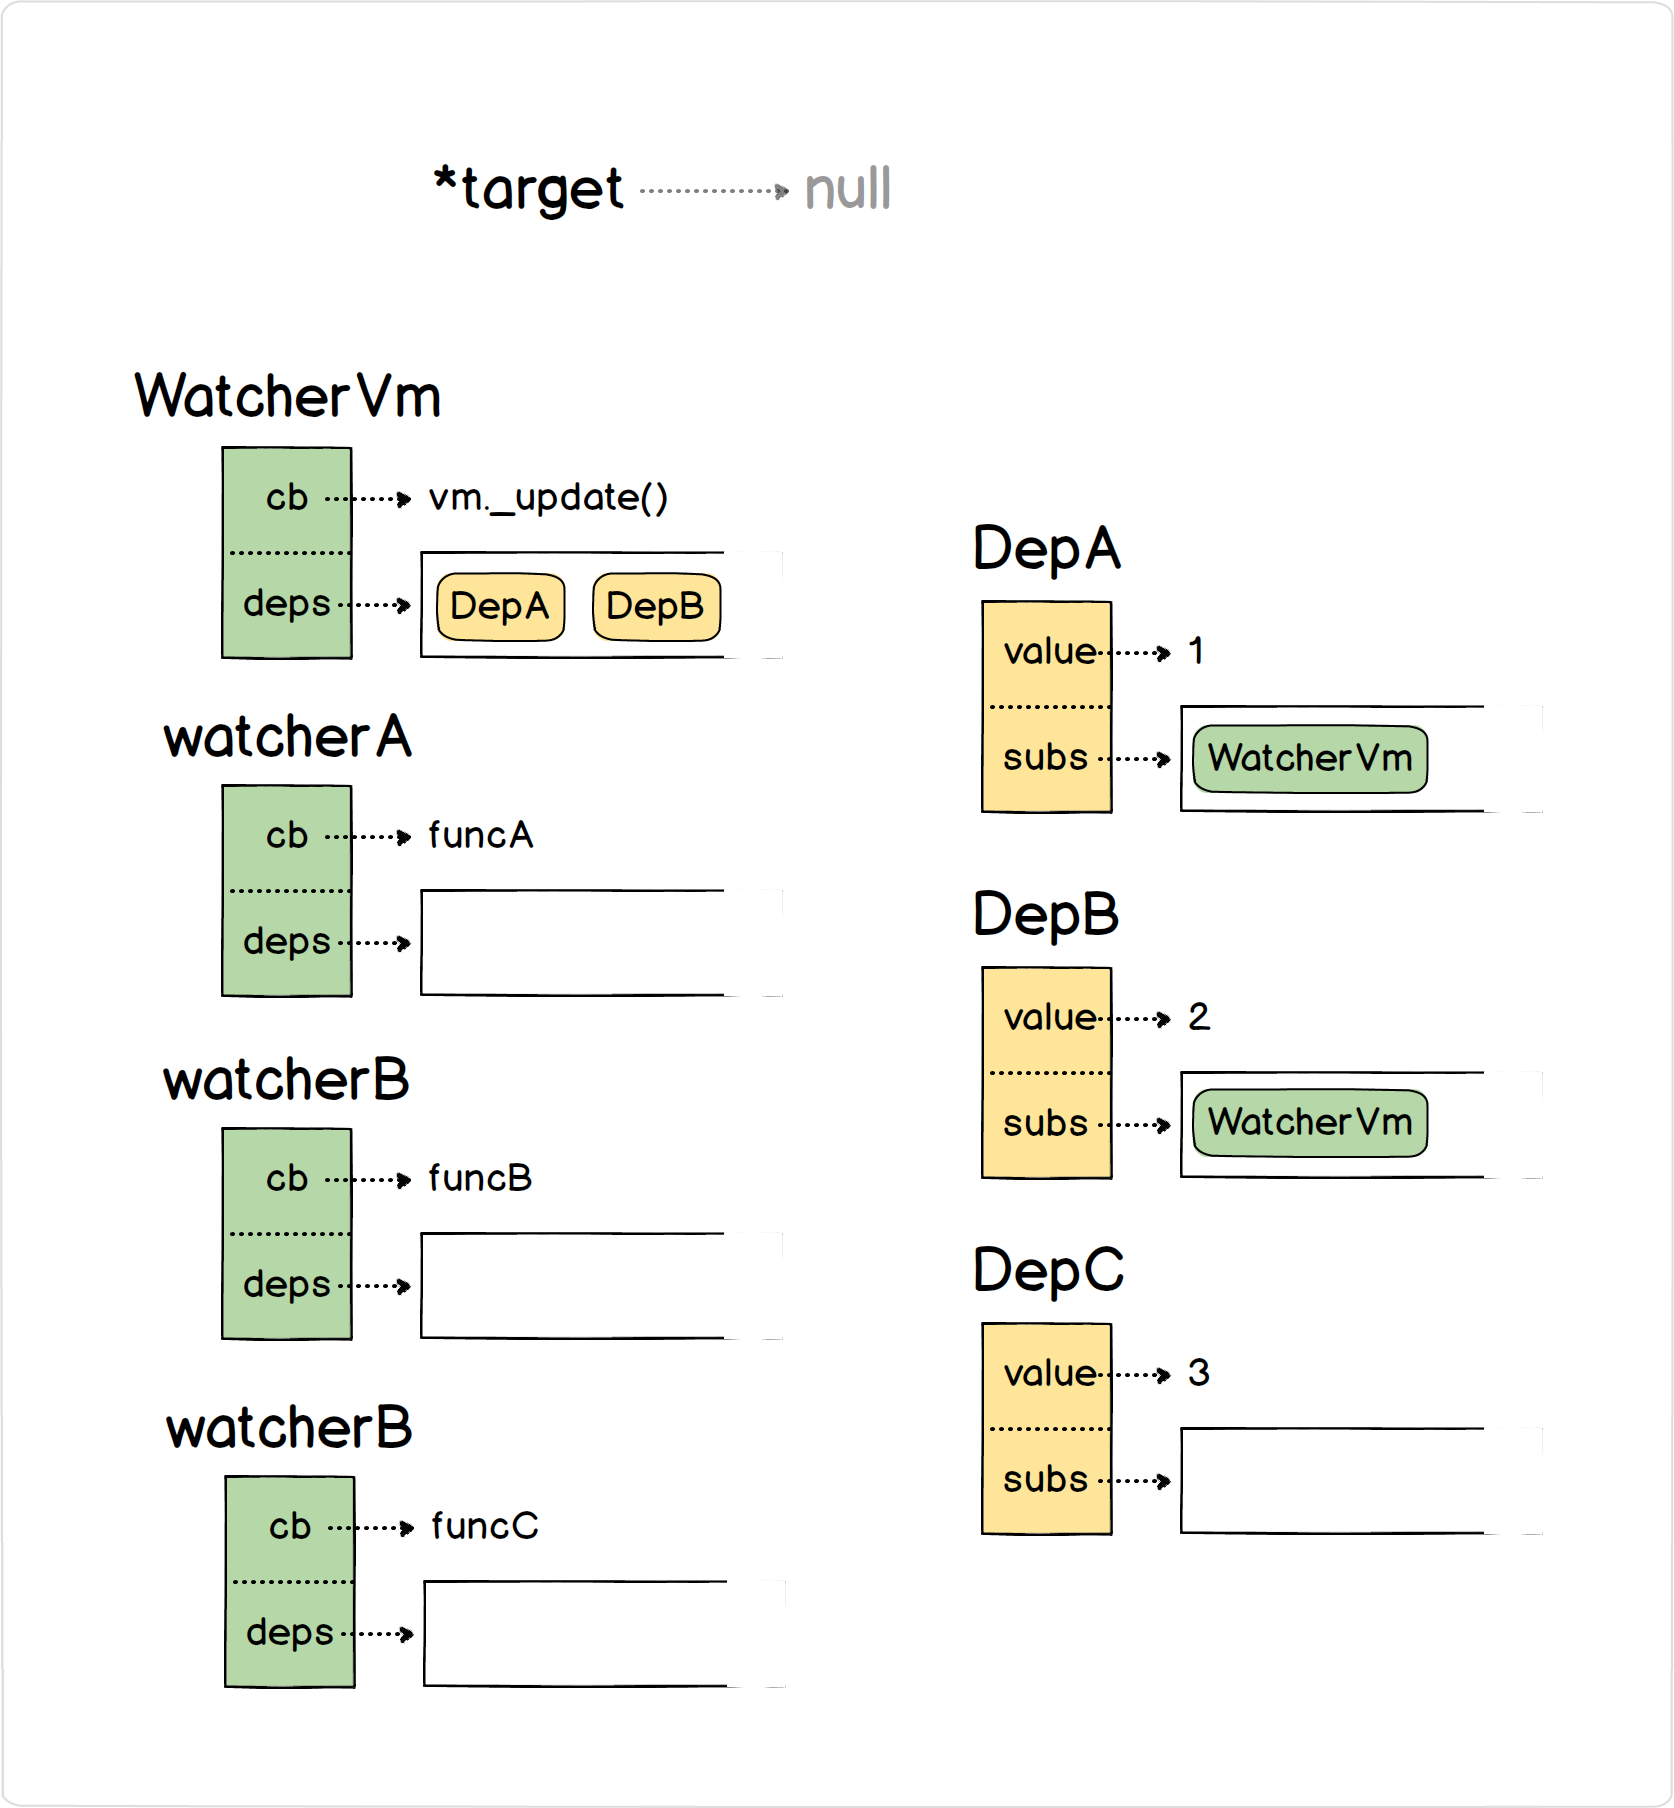 *target null
WatcherVm
cb vm._update()
deps DepA DepB
watcherA
cb funcA
deps
watcherB
cb funcB
deps
watcherB
cb funcC
deps
DepA
value 1
subs WatcherVm
DepB
value 2
subs WatcherVm
DepC
value 3
subs